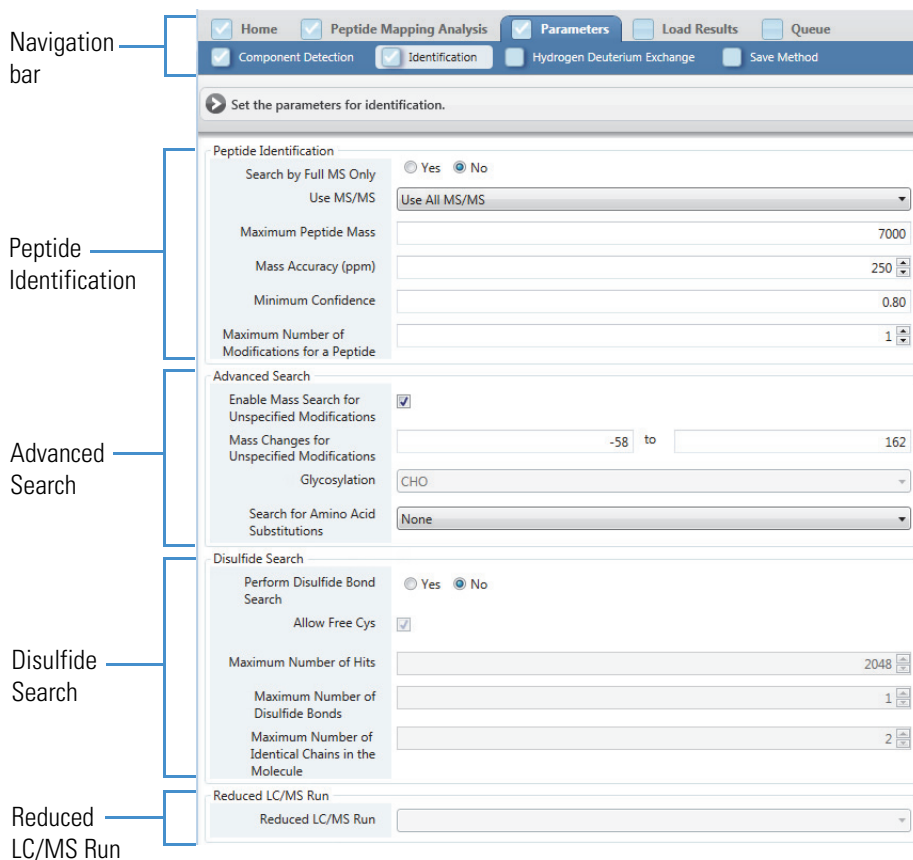 Navigation
bar
Home Peptide Mapping Analysis Parameters Load Results Queue
Component Detection Identification Hydrogen Deuterium Exchange Save Method
Set the parameters for identification.
Peptide
Identification
Peptide Identification
Search by Full MS Only Yes No
Use MS/MS Use All MS/MS
Maximum Peptide Mass 7000
Mass Accuracy (ppm) 250
Minimum Confidence 0.80
Maximum Number of
Modifications for a Peptide 1
Advanced
Search
Advanced Search
Enable Mass Search for
Unspecified Modifications
Mass Changes for
Unspecified Modifications -58 to 162
Glycosylation CHO
Search for Amino Acid
Substitutions None
Disulfide
Search
Disulfide Search
Perform Disulfide Bond
Search Yes No
Allow Free Cys
Maximum Number of Hits 2048
Maximum Number of
Disulfide Bonds 1
Maximum Number of
Identical Chains in the
Molecule 2
Reduced
LC/MS Run
Reduced LC/MS Run
Reduced LC/MS Run